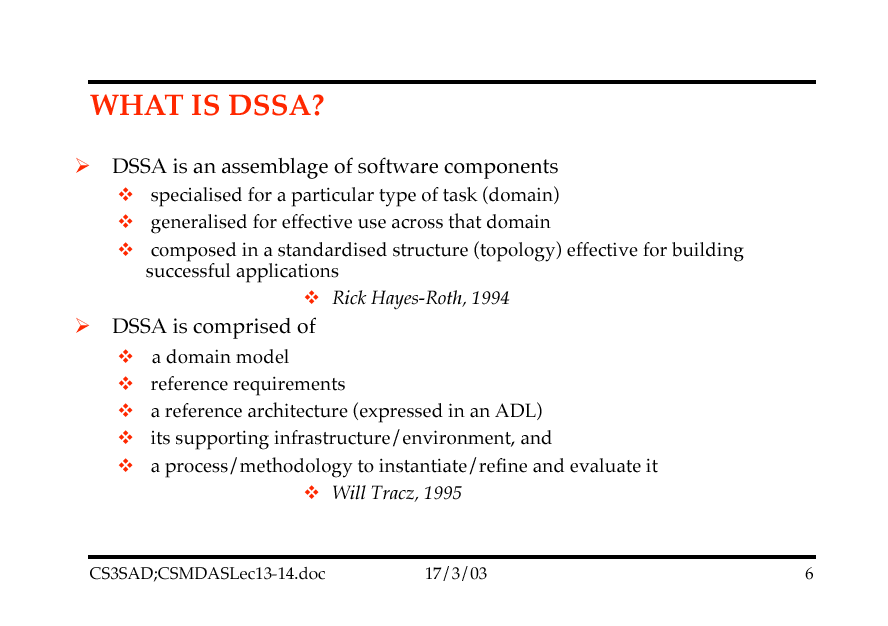 WHAT IS DSSA?
➢ DSSA is an assemblage of software components
❖ specialised for a particular type of task (domain)
❖ generalised for effective use across that domain
❖ composed in a standardised structure (topology) effective for building
successful applications
❖ Rick Hayes-Roth, 1994
➢ DSSA is comprised of
❖ a domain model
❖ reference requirements
❖ a reference architecture (expressed in an ADL)
❖ its supporting infrastructure/environment, and
❖ a process/methodology to instantiate/refine and evaluate it
❖ Will Tracz, 1995
CS3SAD;CSMDASLec13-14.doc 17/3/03 6